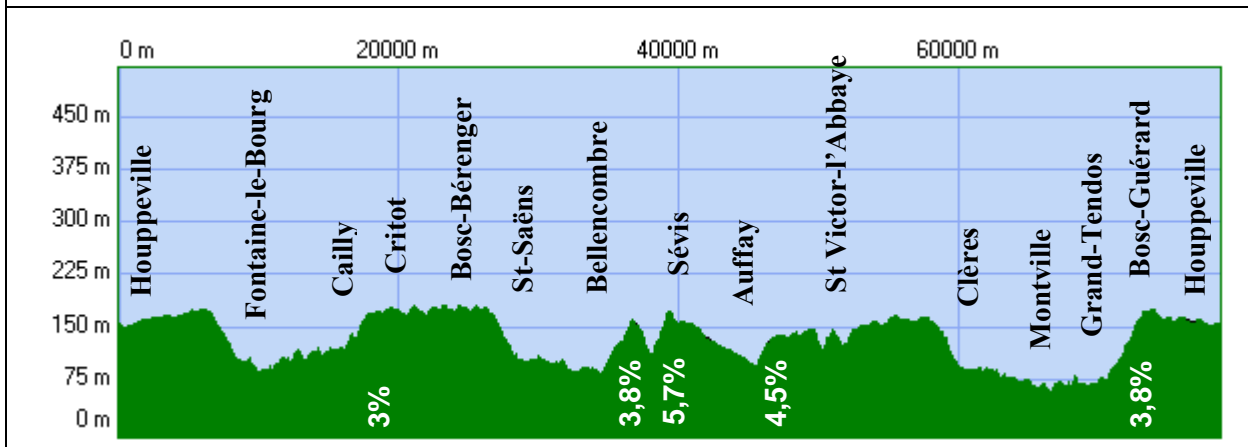 0 m 20000 m 40000 m 60000 m
450 m
375 m
300 m
225 m
150 m
75 m
0 m
Houppeville
Fontaine-le-Bourg
Cailly
Critot
Bosc-Bérenger
St-Saëns
Bellencombre
Sévis
Auffay
St Victor-l'Abbaye
Clères
Montville
Grand-Tendos
Bosc-Guérard
Houppeville
3%
3,8%
5,7%
4,5%
3,8%